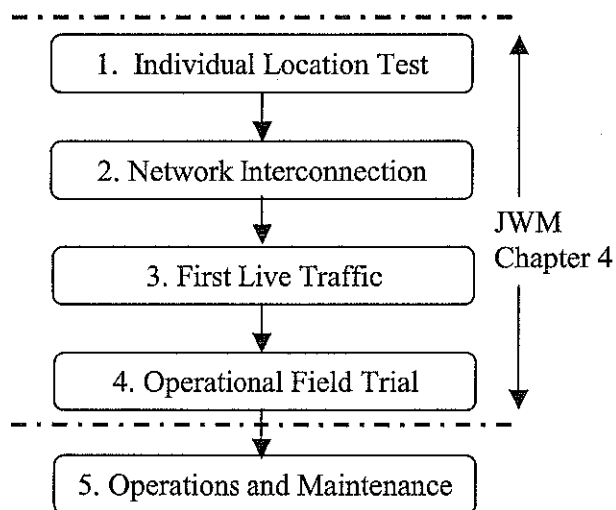 1. Individual Location Test
2. Network Interconnection
3. First Live Traffic
4. Operational Field Trial
5. Operations and Maintenance
JWM
Chapter 4